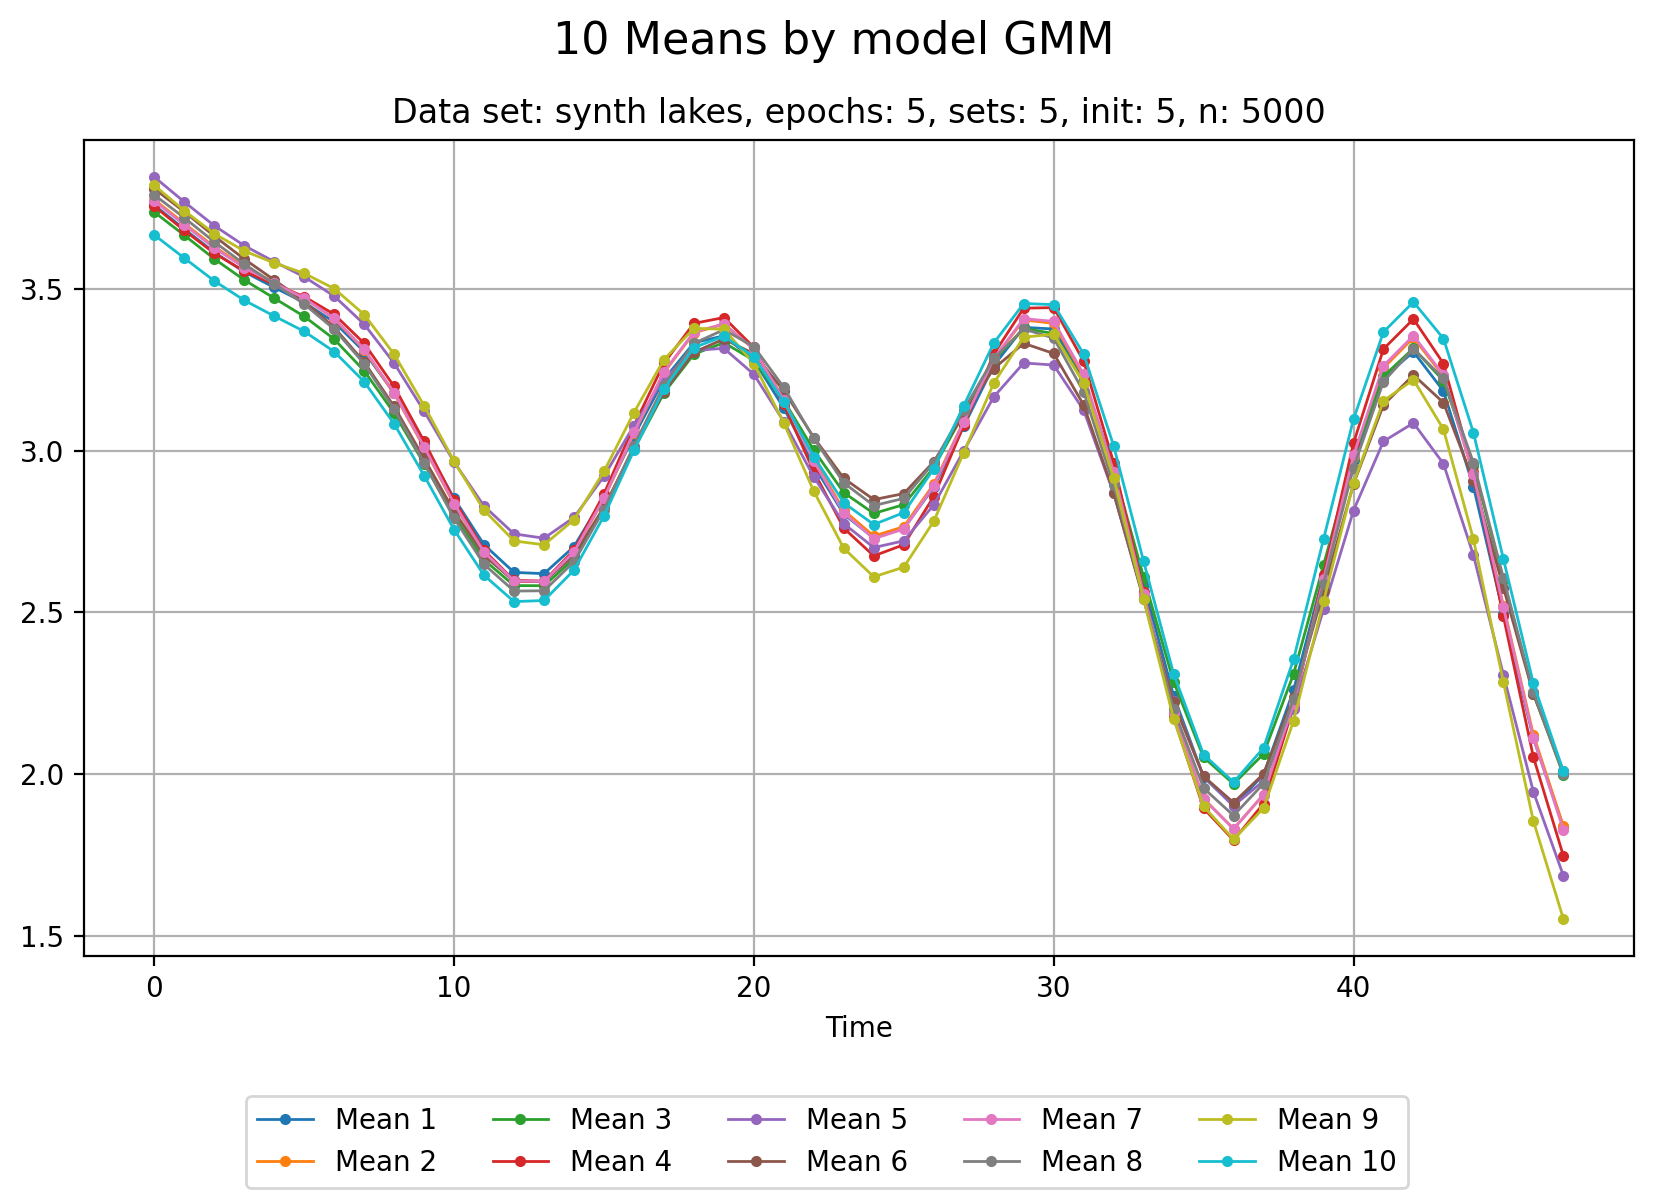 10 Means by model GMM
Data set: synth lakes, epochs: 5, sets: 5, init: 5, n: 5000
3.5
3.0
2.5
2.0
1.5
0 10 20 30 40
Time
Mean 1 Mean 3 Mean 5 Mean 7 Mean 9
Mean 2 Mean 4 Mean 6 Mean 8 Mean 10